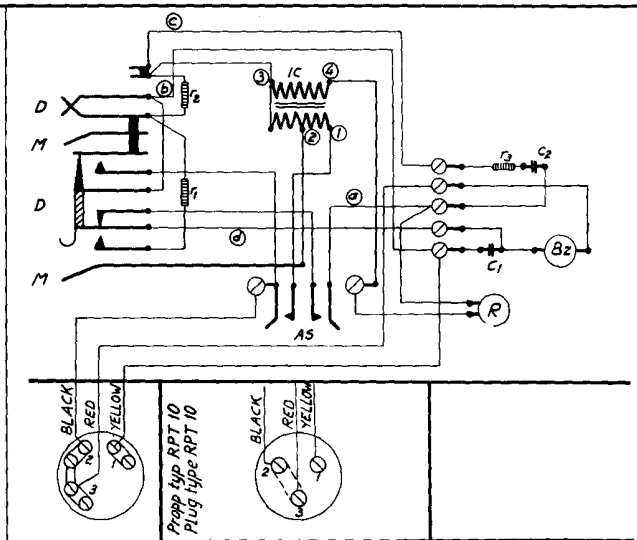 c
3
IC
4
b
r2
D
M
2
1
r3
C2
a
D
r1
d
C1
Bz
M
R
AS
BLACK
RED
YELLOW
2
1
3
Propp typ RPT 10
Plug type RPT 10
BLACK
RED
YELLOW
2
1
3